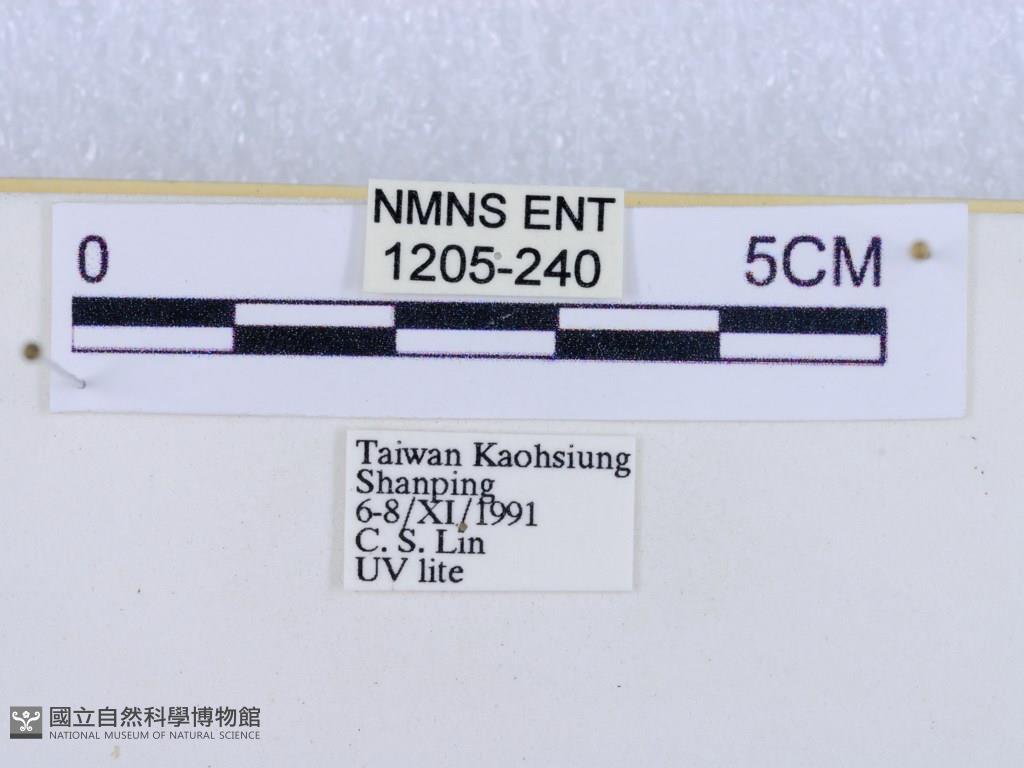 NMNS ENT
1205-240
0
5CM
Taiwan Kaohsiung
Shanping
6-8/XI/1991
C. S. Lin
UV lite
國立自然科學博物館
NATIONAL MUSEUM OF NATURAL SCIENCE